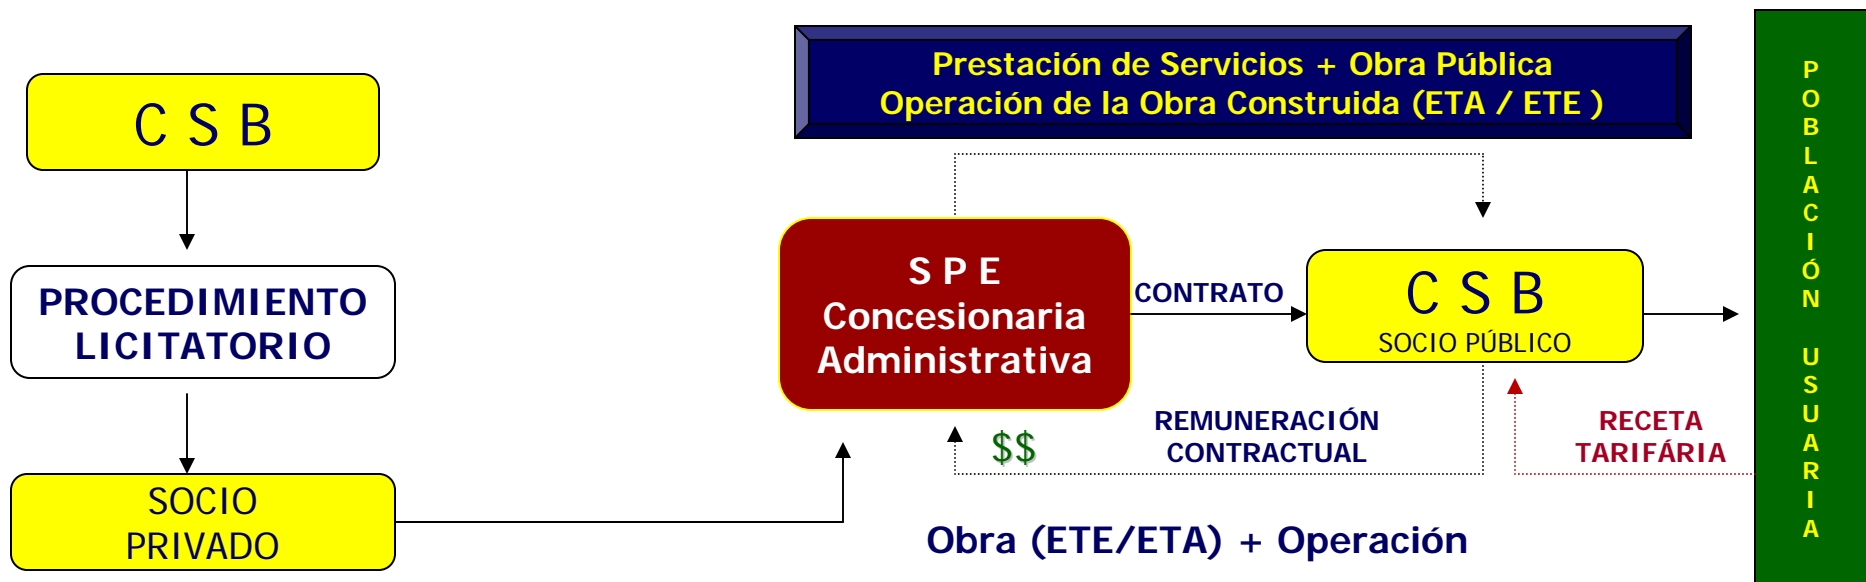 C S B
PROCEDIMIENTO
LICITATORIO
SOCIO
PRIVADO
Prestación de Servicios + Obra Pública
Operación de la Obra Construida (ETA / ETE )
S P E
Concesionaria
Administrativa
CONTRATO
C S B
SOCIO PÚBLICO
$$
REMUNERACIÓN
CONTRACTUAL
RECETA
TARIFÁRIA
Obra (ETE/ETA) + Operación
POBLACIÓN USUARIA